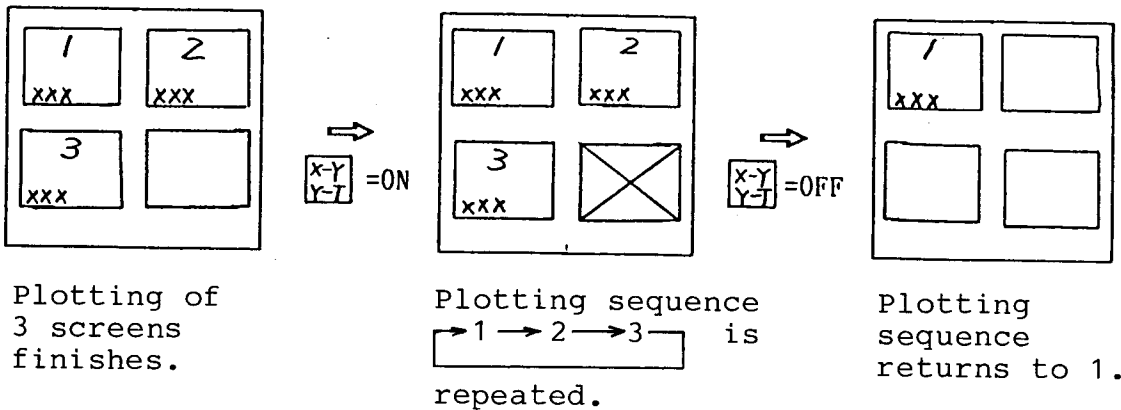 1 2
xxx xxx
3
xxx
⇒
X-Y
Y-T =ON
1 2
xxx xxx
3
xxx
⇒
X-Y
Y-T =OFF
1
xxx
Plotting of
3 screens
finishes.
Plotting sequence
→1→2→3 is
repeated.
Plotting
sequence
returns to 1.